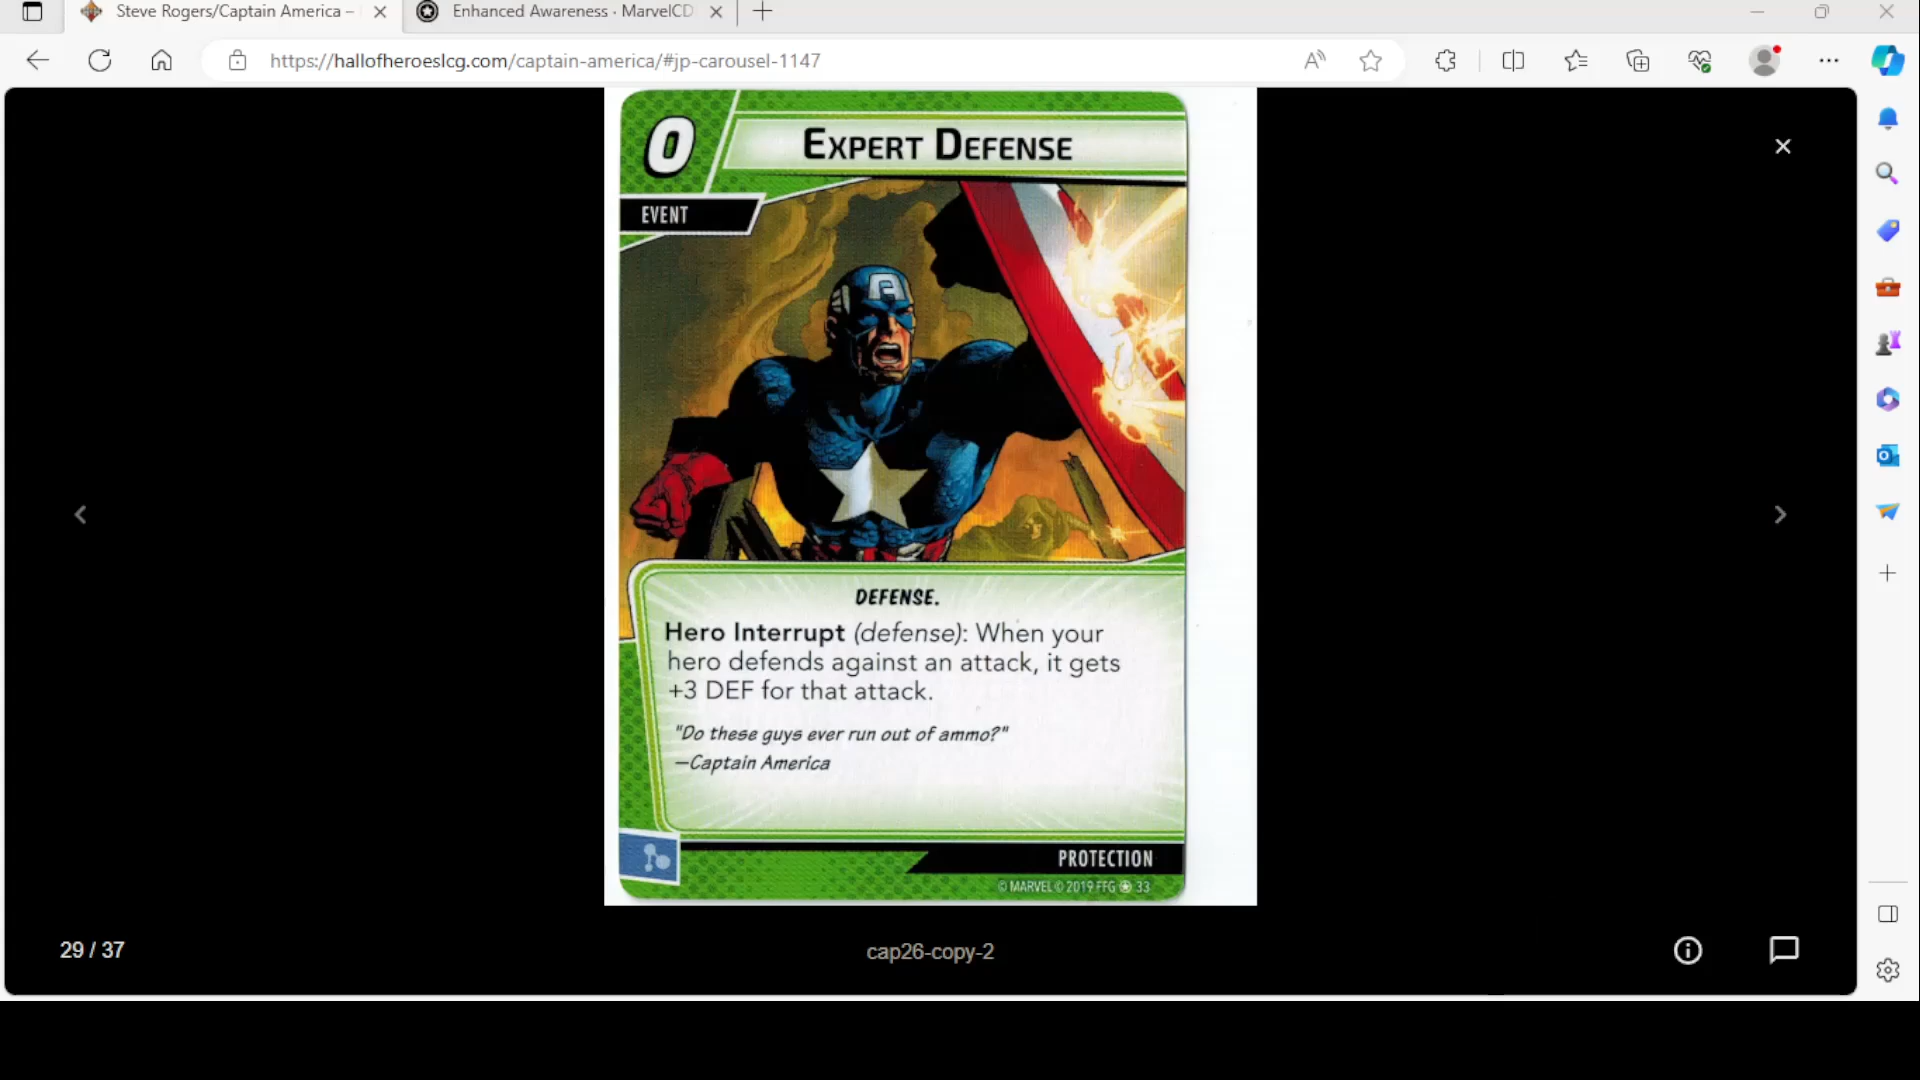 Steve Rogers/Captain America –
Enhanced Awareness · MarvelCD
https://hallofheroeslcg.com/captain-america/#jp-carousel-1147
0
EXPERT DEFENSE
EVENT
A
DEFENSE.
Hero Interrupt (defense): When your
hero defends against an attack, it gets
+3 DEF for that attack.
"Do these guys ever run out of ammo?"
—Captain America
PROTECTION
© MARVEL © 2019 FFG 33
29 / 37
cap26-copy-2